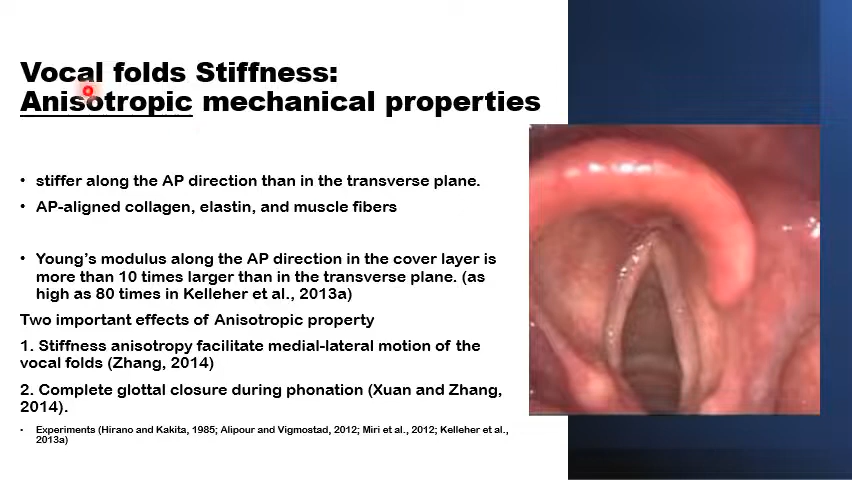 Vocal folds Stiffness:
Anisotropic mechanical properties
• stiffer along the AP direction than in the transverse plane.
• AP-aligned collagen, elastin, and muscle fibers
• Young's modulus along the AP direction in the cover layer is
more than 10 times larger than in the transverse plane. (as
high as 80 times in Kelleher et al., 2013a)
Two important effects of Anisotropic property
1. Stiffness anisotropy facilitate medial-lateral motion of the
vocal folds (Zhang, 2014)
2. Complete glottal closure during phonation (Xuan and Zhang,
2014).
• Experiments (Hirano and Kakita, 1985; Alipour and Vigmostad, 2012; Miri et al., 2012; Kelleher et al.,
2013a)